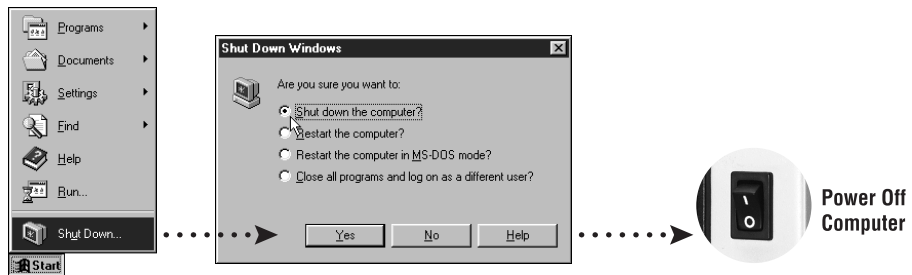 Programs
Documents
Settings
Find
Help
Run...
Shut Down...
Start
Shut Down Windows
Are you sure you want to:
Shut down the computer?
Restart the computer?
Restart the computer in MS-DOS mode?
Close all programs and log on as a different user?
Yes
No
Help
Power Off
Computer